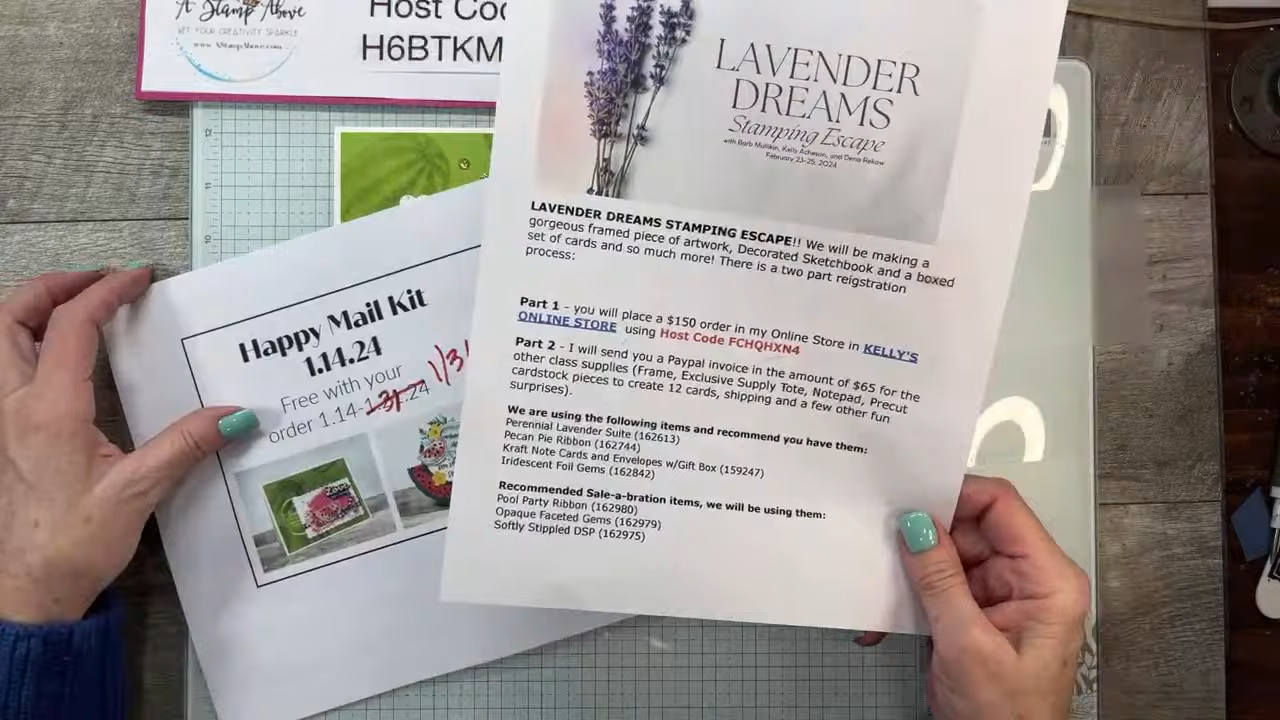 A Stamp Above
LET YOUR CREATIVITY SPARKLE
www.AStampAbove.com
Host Coc
H6BTKM
Happy Mail Kit
1.14.24
Free with your
order 1.14-1.31.24
1/31
LAVENDER
DREAMS
Stamping Escape
with Barb Mullikin, Kelly Acheson, and Dena Rekow
February 23-25, 2024
LAVENDER DREAMS STAMPING ESCAPE!! We will be making a
gorgeous framed piece of artwork, Decorated Sketchbook and a boxed
set of cards and so much more! There is a two part reigstration
process:
Part 1 - you will place a $150 order in my Online Store in KELLY'S
ONLINE STORE using Host Code FCHQHXN4
Part 2 - I will send you a Paypal invoice in the amount of $65 for the
other class supplies (Frame, Exclusive Supply Tote, Notepad, Precut
cardstock pieces to create 12 cards, shipping and a few other fun
surprises).
We are using the following items and recommend you have them:
Perennial Lavender Suite (162613)
Pecan Pie Ribbon (162744)
Kraft Note Cards and Envelopes w/Gift Box (159247)
Iridescent Foil Gems (162842)
Recommended Sale-a-bration items, we will be using them:
Pool Party Ribbon (162980)
Opaque Faceted Gems (162979)
Softly Stippled DSP (162975)